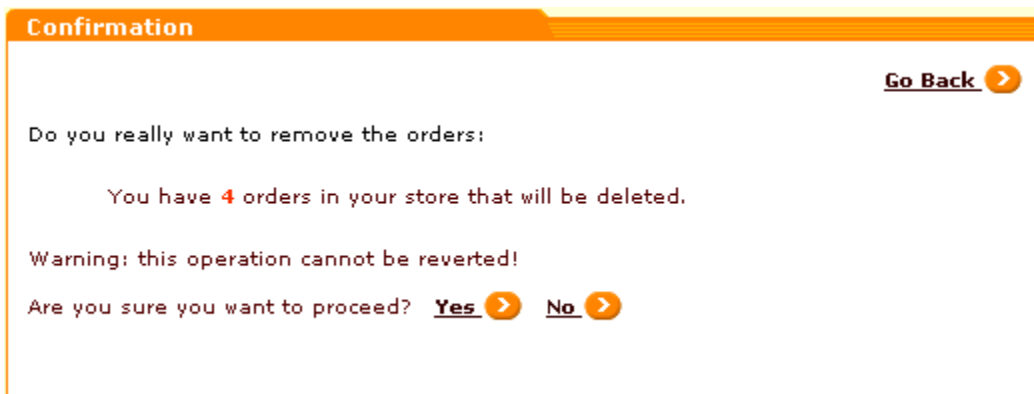 Confirmation
Go Back
Do you really want to remove the orders:
You have 4 orders in your store that will be deleted.
Warning: this operation cannot be reverted!
Are you sure you want to proceed? Yes No